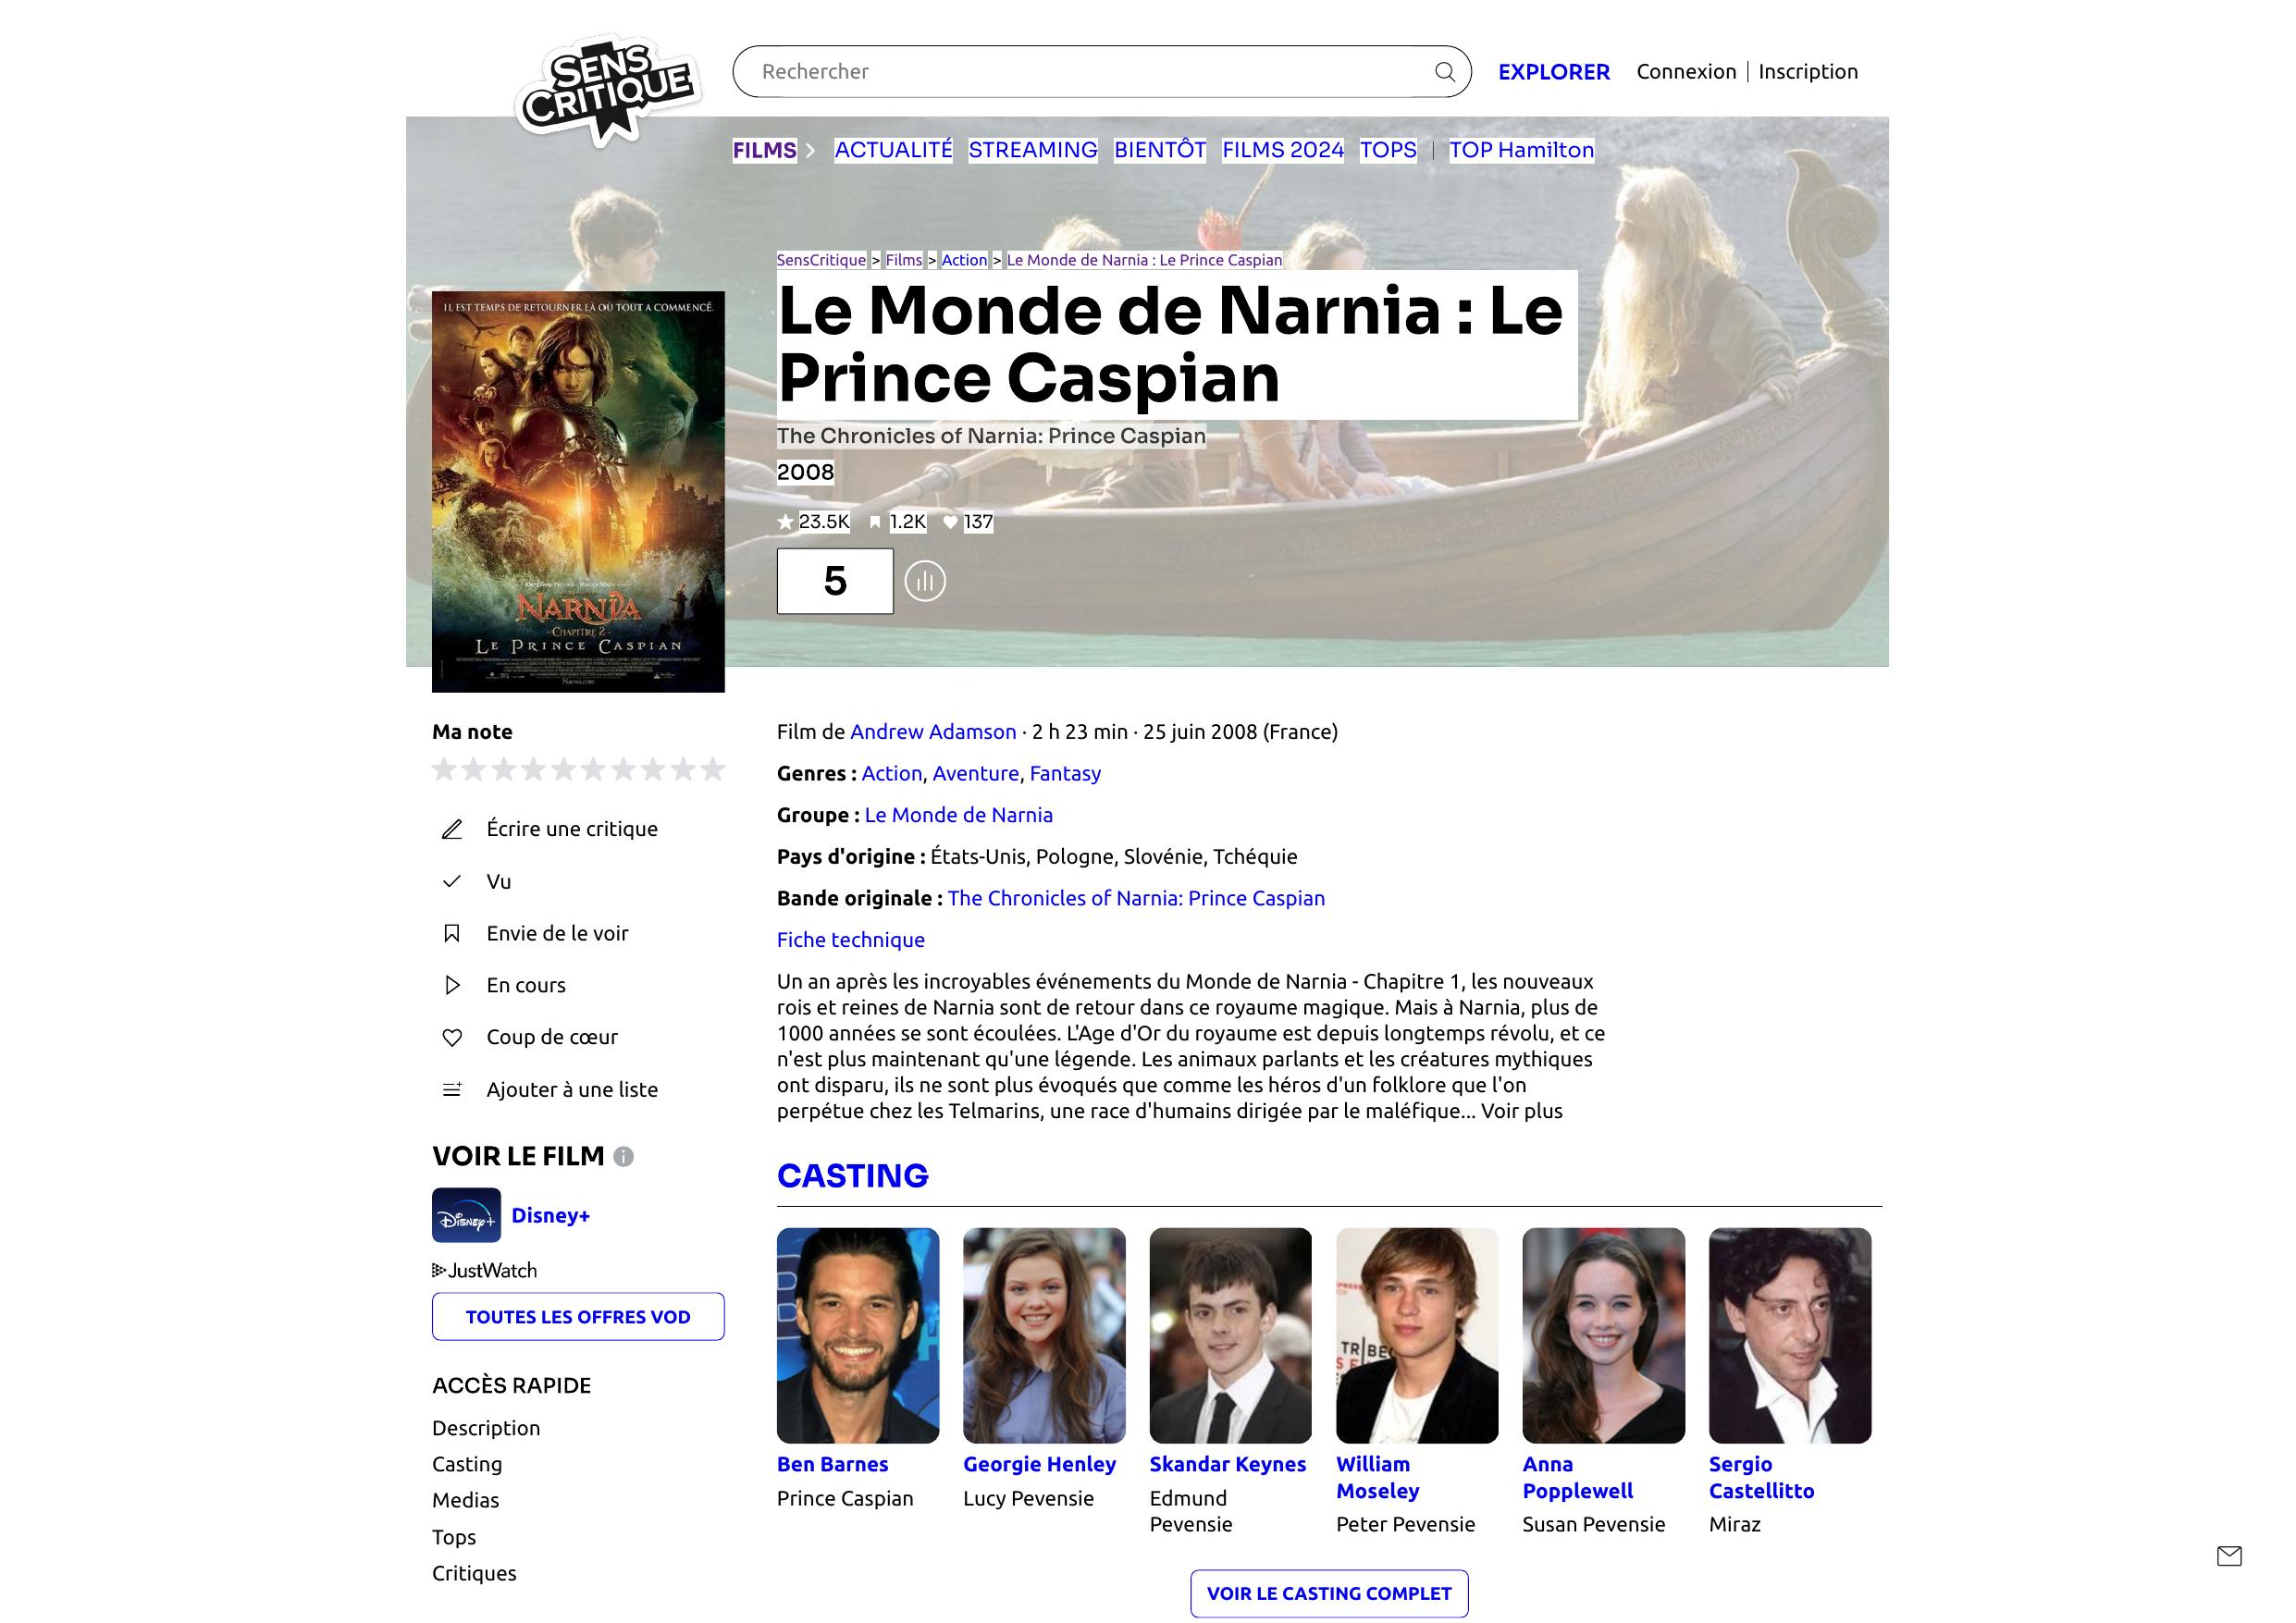 SENS
CRITIQUE
Rechercher
EXPLORER
Connexion | Inscription
FILMS > ACTUALITÉ STREAMING BIENTÔT FILMS 2024 TOPS | TOP Hamilton
SensCritique > Films > Action > Le Monde de Narnia : Le Prince Caspian
Le Monde de Narnia : Le
Prince Caspian
The Chronicles of Narnia: Prince Caspian
2008
23.5K 1.2K 137
5
IL EST TEMPS DE RETOURNER LÀ OÙ TOUT A COMMENCÉ.
NARNIA
- CHAPITRE 2 -
LE PRINCE CASPIAN
Narnia.com
Ma note
Écrire une critique
Vu
Envie de le voir
En cours
Coup de cœur
Ajouter à une liste
VOIR LE FILM
Disney+ Disney+
JustWatch
TOUTES LES OFFRES VOD
ACCÈS RAPIDE
Description
Casting
Medias
Tops
Critiques
Film de Andrew Adamson · 2 h 23 min · 25 juin 2008 (France)
Genres : Action, Aventure, Fantasy
Groupe : Le Monde de Narnia
Pays d'origine : États-Unis, Pologne, Slovénie, Tchéquie
Bande originale : The Chronicles of Narnia: Prince Caspian
Fiche technique
Un an après les incroyables événements du Monde de Narnia - Chapitre 1, les nouveaux
rois et reines de Narnia sont de retour dans ce royaume magique. Mais à Narnia, plus de
1000 années se sont écoulées. L'Age d'Or du royaume est depuis longtemps révolu, et ce
n'est plus maintenant qu'une légende. Les animaux parlants et les créatures mythiques
ont disparu, ils ne sont plus évoqués que comme les héros d'un folklore que l'on
perpétue chez les Telmarins, une race d'humains dirigée par le maléfique... Voir plus
CASTING
TRIBE
Ben Barnes
Prince Caspian
Georgie Henley
Lucy Pevensie
Skandar Keynes
Edmund
Pevensie
William
Moseley
Peter Pevensie
Anna
Popplewell
Susan Pevensie
Sergio
Castellitto
Miraz
VOIR LE CASTING COMPLET